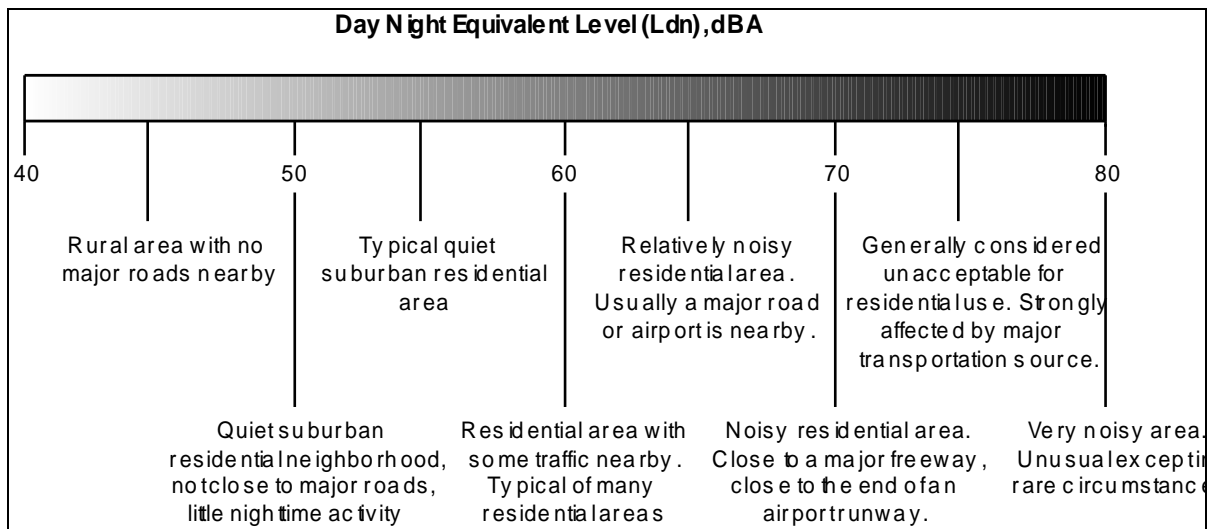 Day Night Equivalent Level (Ldn), dBA
40 50 60 70 80
Rural area with no
major roads nearby
Typical quiet
suburban residential
area
Relatively noisy
residential area.
Usually a major road
or airport is nearby.
Generally considered
unacceptable for
residential use. Strongly
affected by major
transportation source.
Quiet suburban
residential neighborhood,
not close to major roads,
little nighttime activity
Residential area with
some traffic nearby.
Typical of many
residential areas
Noisy residential area.
Close to a major freeway,
close to the end of an
airport runway.
Very noisy area.
Unusual except in
rare circumstance